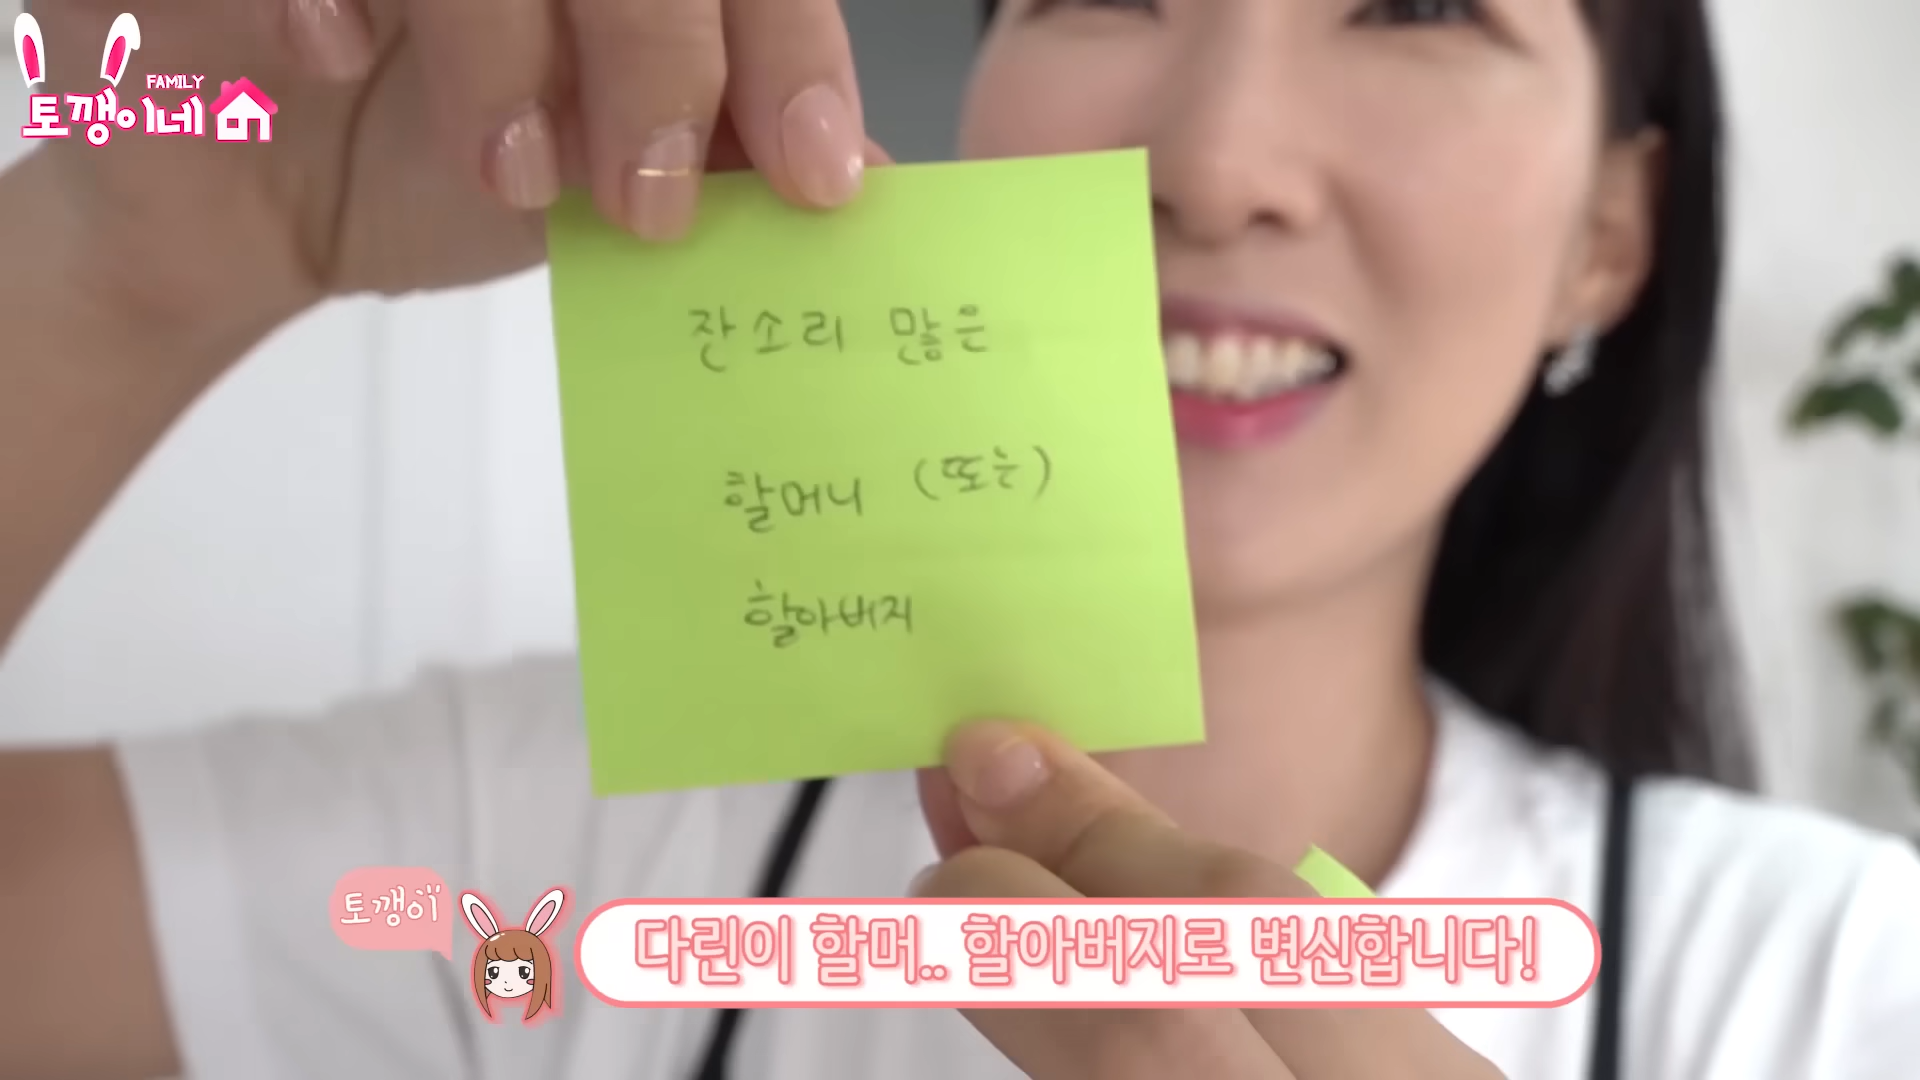 FAMILY
토깽이네
잔소리 많은
할머니 (또는)
할아버지
토깽이
다린이 할머.. 할아버지로 변신합니다!